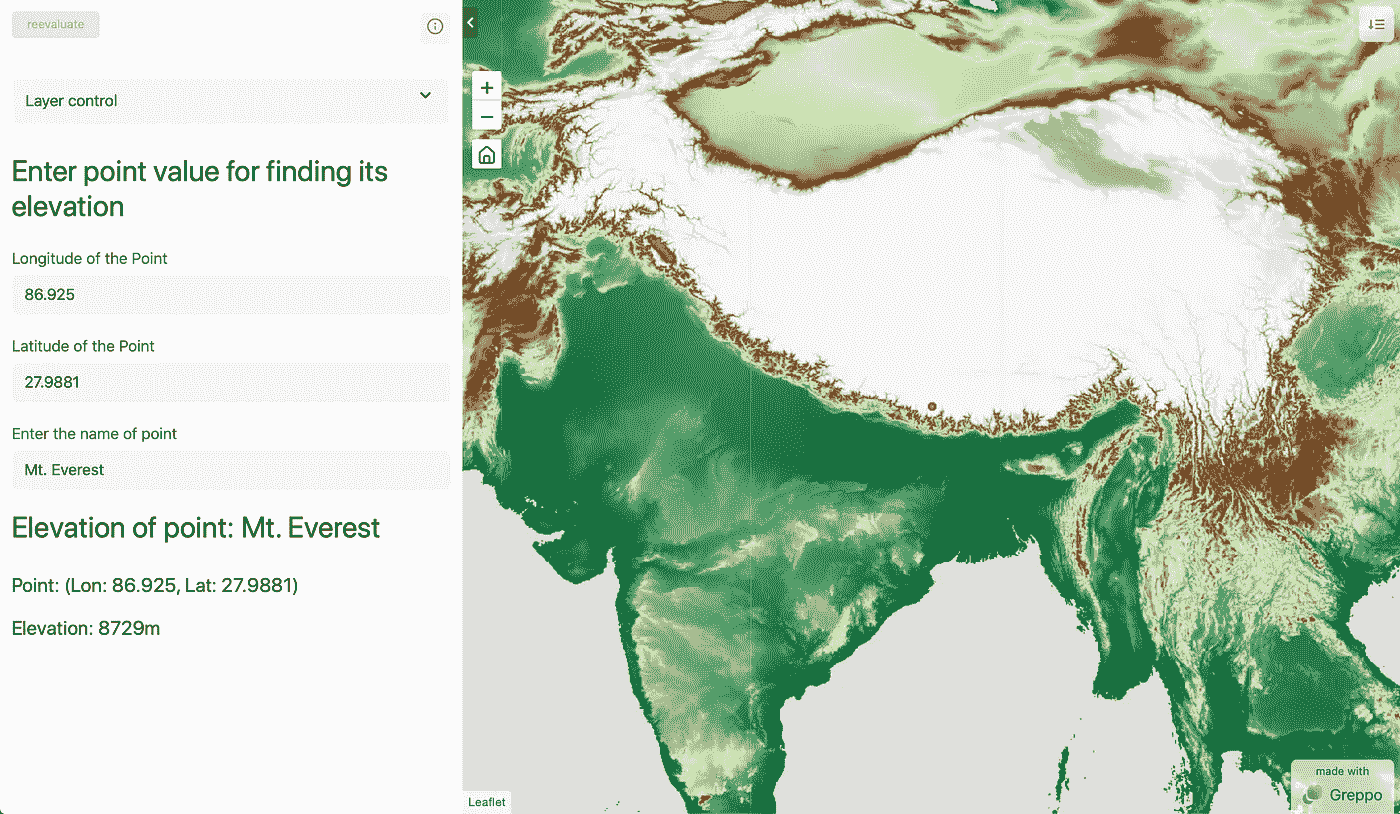 reevaluate
Layer control
Enter point value for finding its
elevation
Longitude of the Point
86.925
Latitude of the Point
27.9881
Enter the name of point
Mt. Everest
Elevation of point: Mt. Everest
Point: (Lon: 86.925, Lat: 27.9881)
Elevation: 8729m
+
−
Leaflet
made with
Greppo